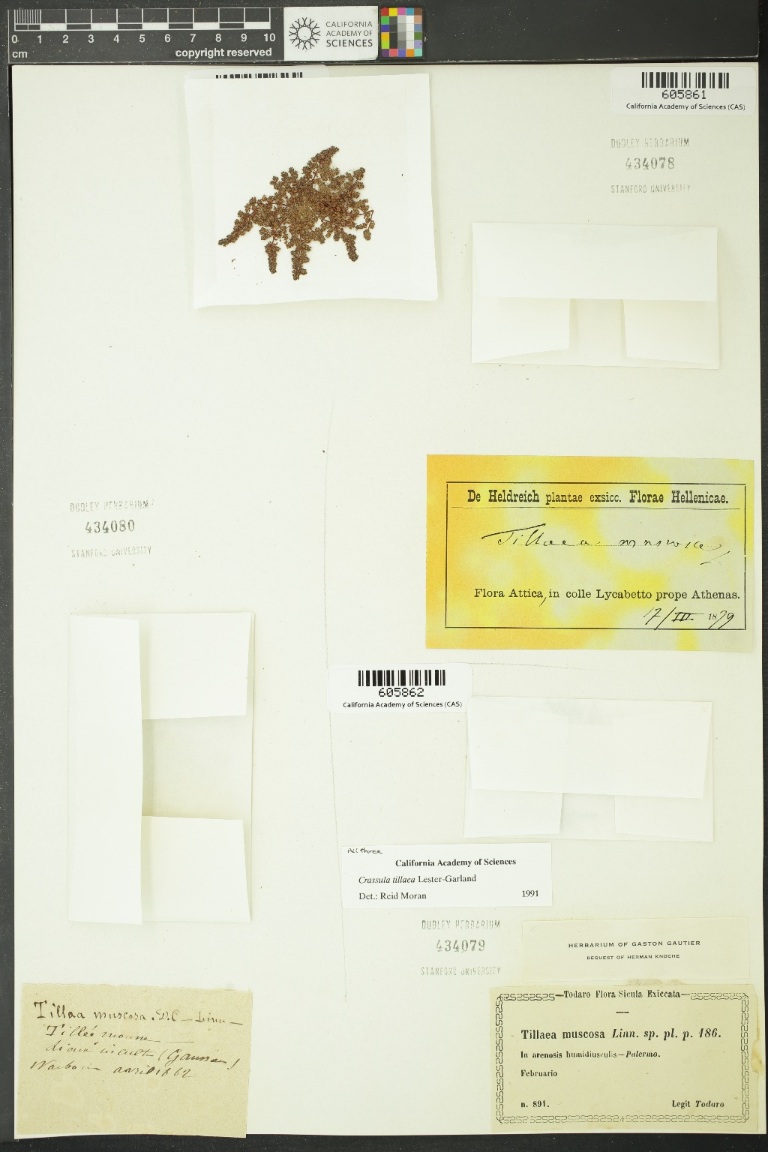 0 1 2 3 4 5 6 7 8 9 10
cm
copyright reserved
CALIFORNIA
ACADEMY OF
SCIENCES
605861
California Academy of Sciences (CAS)
DUDLEY HERBARIUM
434078
STANFORD UNIVERSITY
De Heldreich plantae exsicc. Florae Hellenicae.
Tillaea muscosa
Flora Attica, in colle Lycabetto prope Athenas.
17/III. 1879
DUDLEY HERBARIUM
434080
STANFORD UNIVERSITY
605862
California Academy of Sciences (CAS)
All three
California Academy of Sciences
Crassula tillaea Lester-Garland
Det.: Reid Moran 1991
DUDLEY HERBARIUM
434079
STANFORD UNIVERSITY
HERBARIUM OF GASTON GAUTIER
BEQUEST OF HERMAN KNOCHE
Todaro Flora Sicula Exiccata
Tillaea muscosa Linn. sp. pl. p. 186.
In arenosis humidiusculis—Palermo.
Februario
n. 891. Legit Todaro
Tillaa muscosa. DC — Linn —
Tillée mousse